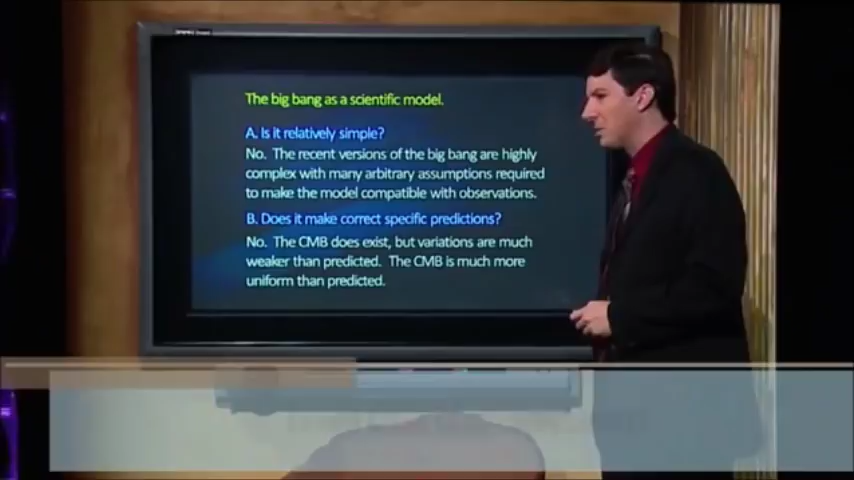 The big bang as a scientific model.
A. Is it relatively simple?
No. The recent versions of the big bang are highly
complex with many arbitrary assumptions required
to make the model compatible with observations.
B. Does it make correct specific predictions?
No. The CMB does exist, but variations are much
weaker than predicted. The CMB is much more
uniform than predicted.